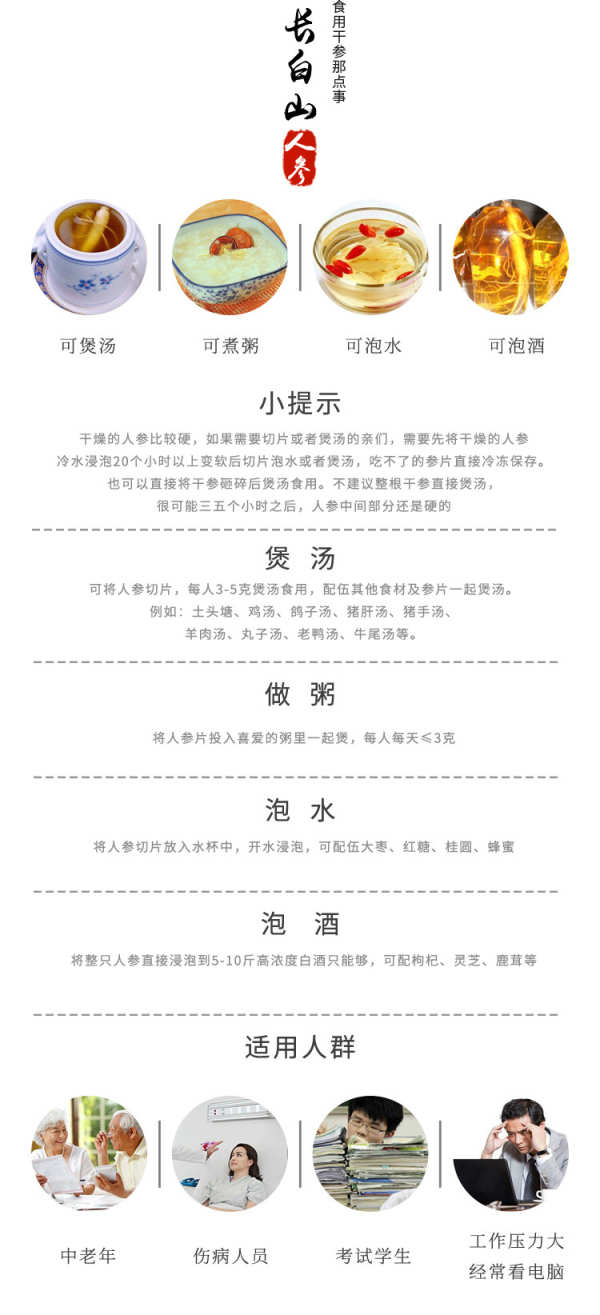 食用干参那点事
长白山
人参
可煲汤
可煮粥
可泡水
可泡酒
小提示
干燥的人参比较硬，如果需要切片或者煲汤的亲们，需要先将干燥的人参
冷水浸泡20个小时以上变软后切片泡水或者煲汤，吃不了的参片直接冷冻保存。
也可以直接将干参砸碎后煲汤食用。不建议整根干参直接煲汤，
很可能三五个小时之后，人参中间部分还是硬的
煲 汤
可将人参切片，每人3-5克煲汤食用，配伍其他食材及参片一起煲汤。
例如：土头塘、鸡汤、鸽子汤、猪肝汤、猪手汤、
羊肉汤、丸子汤、老鸭汤、牛尾汤等。
做 粥
将人参片投入喜爱的粥里一起煲，每人每天≤3克
泡 水
将人参切片放入水杯中，开水浸泡，可配伍大枣、红糖、桂圆、蜂蜜
泡 酒
将整只人参直接浸泡到5-10斤高浓度白酒只能够，可配枸杞、灵芝、鹿茸等
适用人群
中老年
伤病人员
考试学生
工作压力大
经常看电脑